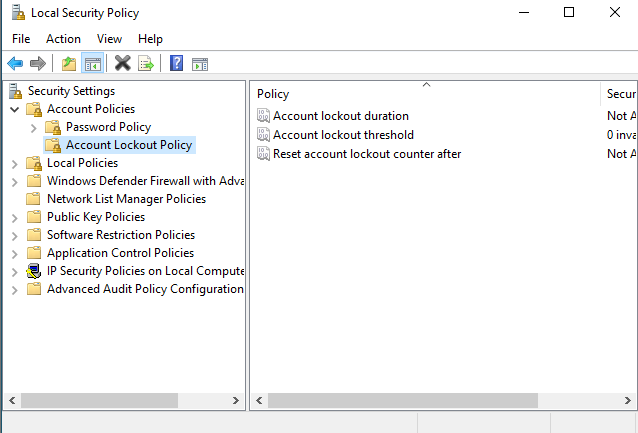 Local Security Policy
File Action View Help
Security Settings
Account Policies
Password Policy
Account Lockout Policy
Local Policies
Windows Defender Firewall with Adva
Network List Manager Policies
Public Key Policies
Software Restriction Policies
Application Control Policies
IP Security Policies on Local Compute
Advanced Audit Policy Configuration
Policy Secur
Account lockout duration Not A
Account lockout threshold 0 inva
Reset account lockout counter after Not A